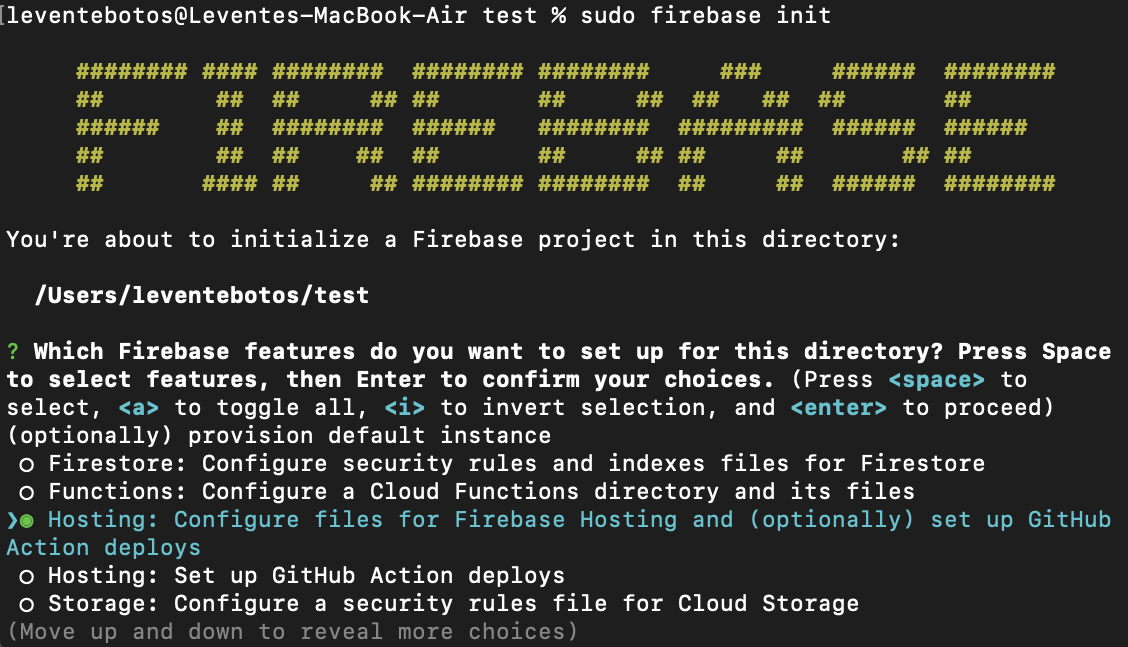 [leventebotos@Leventes-MacBook-Air test % sudo firebase init
     ######## #### ########  ######## ########     ###     ######  ########
     ##        ##  ##     ## ##       ##     ##  ##   ##  ##       ##
     ######    ##  ########  ######   ########  #########  ######  ######
     ##        ##  ##    ##  ##       ##     ## ##     ##       ## ##
     ##       #### ##     ## ######## ########  ##     ##  ######  ########
You're about to initialize a Firebase project in this directory:
  /Users/leventebotos/test
? Which Firebase features do you want to set up for this directory? Press Space
to select features, then Enter to confirm your choices. (Press <space> to
select, <a> to toggle all, <i> to invert selection, and <enter> to proceed)
(optionally) provision default instance
 ◯ Firestore: Configure security rules and indexes files for Firestore
 ◯ Functions: Configure a Cloud Functions directory and its files
❯◉ Hosting: Configure files for Firebase Hosting and (optionally) set up GitHub
Action deploys
 ◯ Hosting: Set up GitHub Action deploys
 ◯ Storage: Configure a security rules file for Cloud Storage
(Move up and down to reveal more choices)